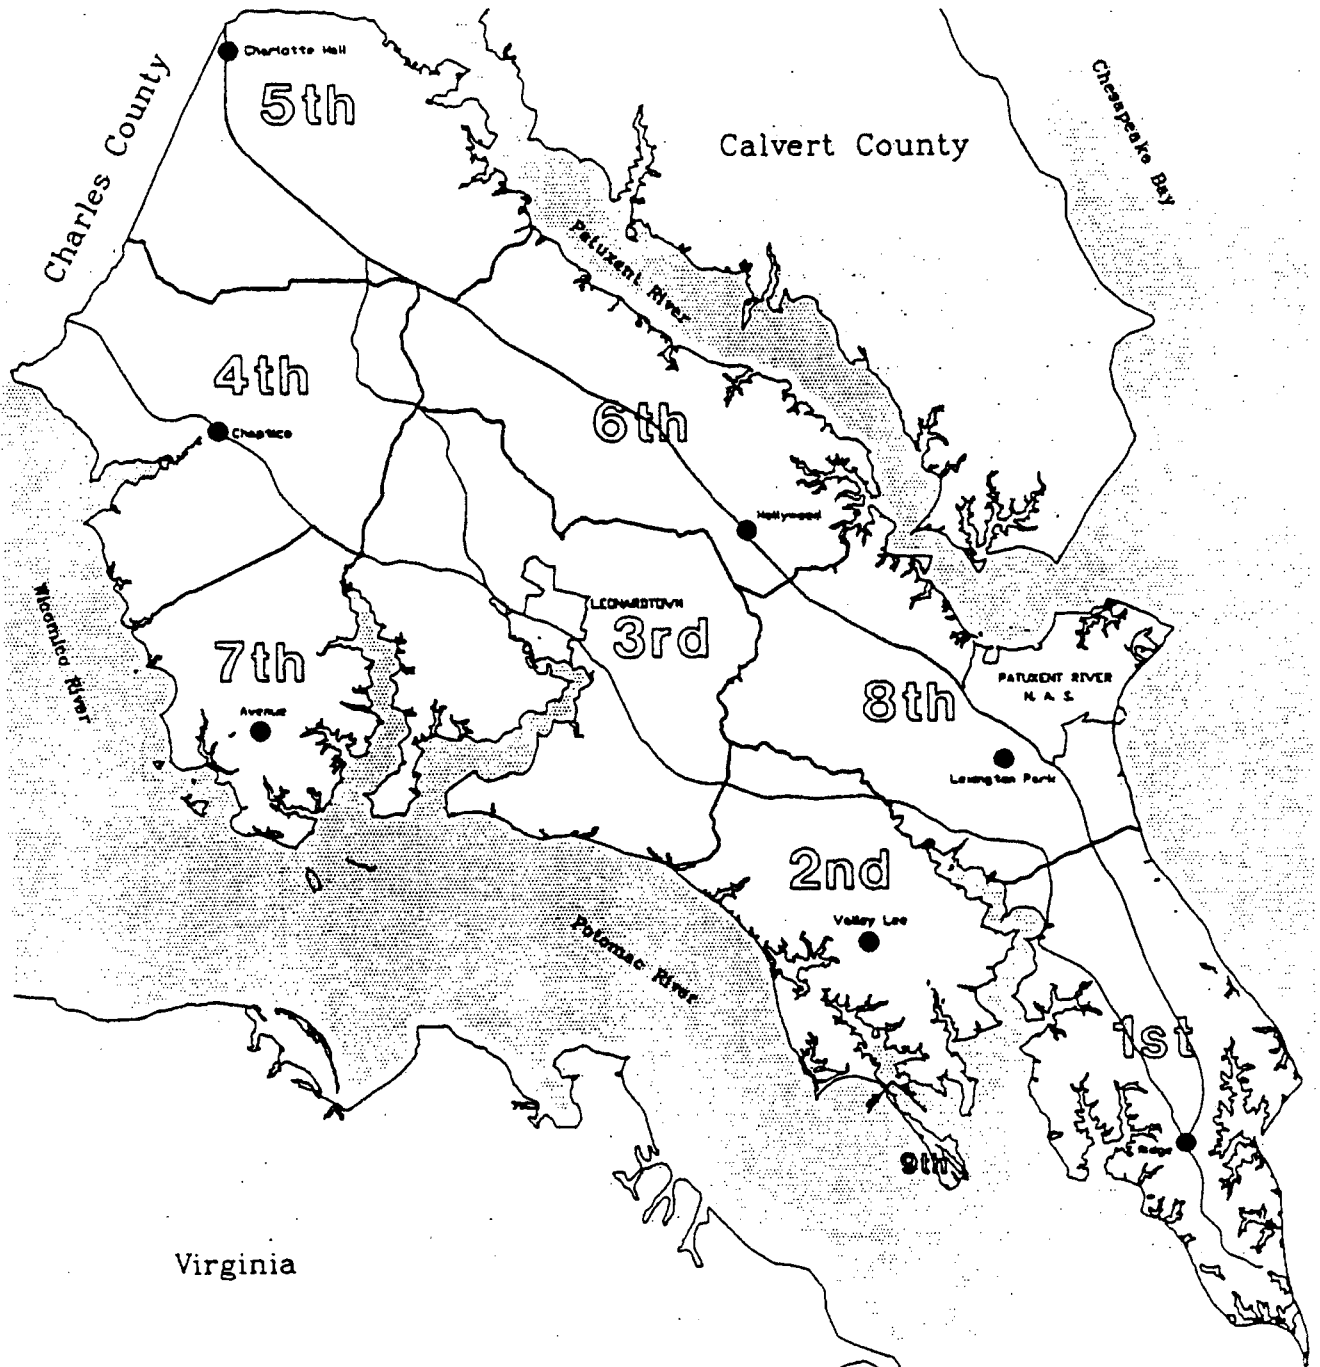 Charlotte Hall
5th
Charles County
Calvert County
Chesapeake Bay
Patuxent River
4th
Chaptico
6th
Hollywood
Wicomico River
LEONARDTOWN
3rd
7th
Avenue
PATUXENT RIVER
N. A. S.
8th
Lexington Park
2nd
Valley Lee
Potomac River
1st
Ridge
9th
Virginia